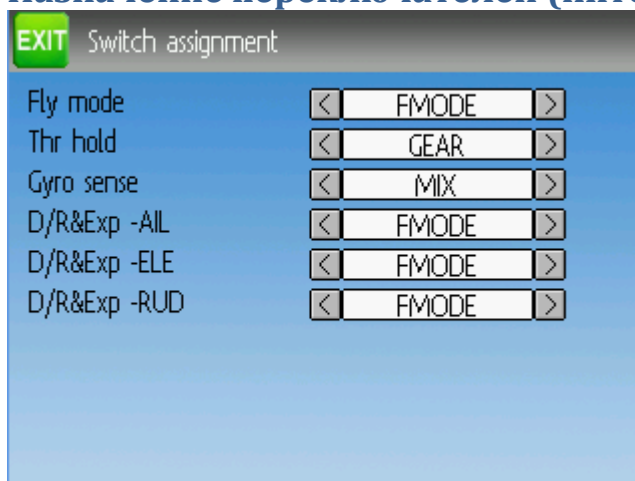 EXIT Switch assignment
Fly mode < FMODE >
Thr hold < GEAR >
Gyro sense < MIX >
D/R&Exp -AIL < FMODE >
D/R&Exp -ELE < FMODE >
D/R&Exp -RUD < FMODE >